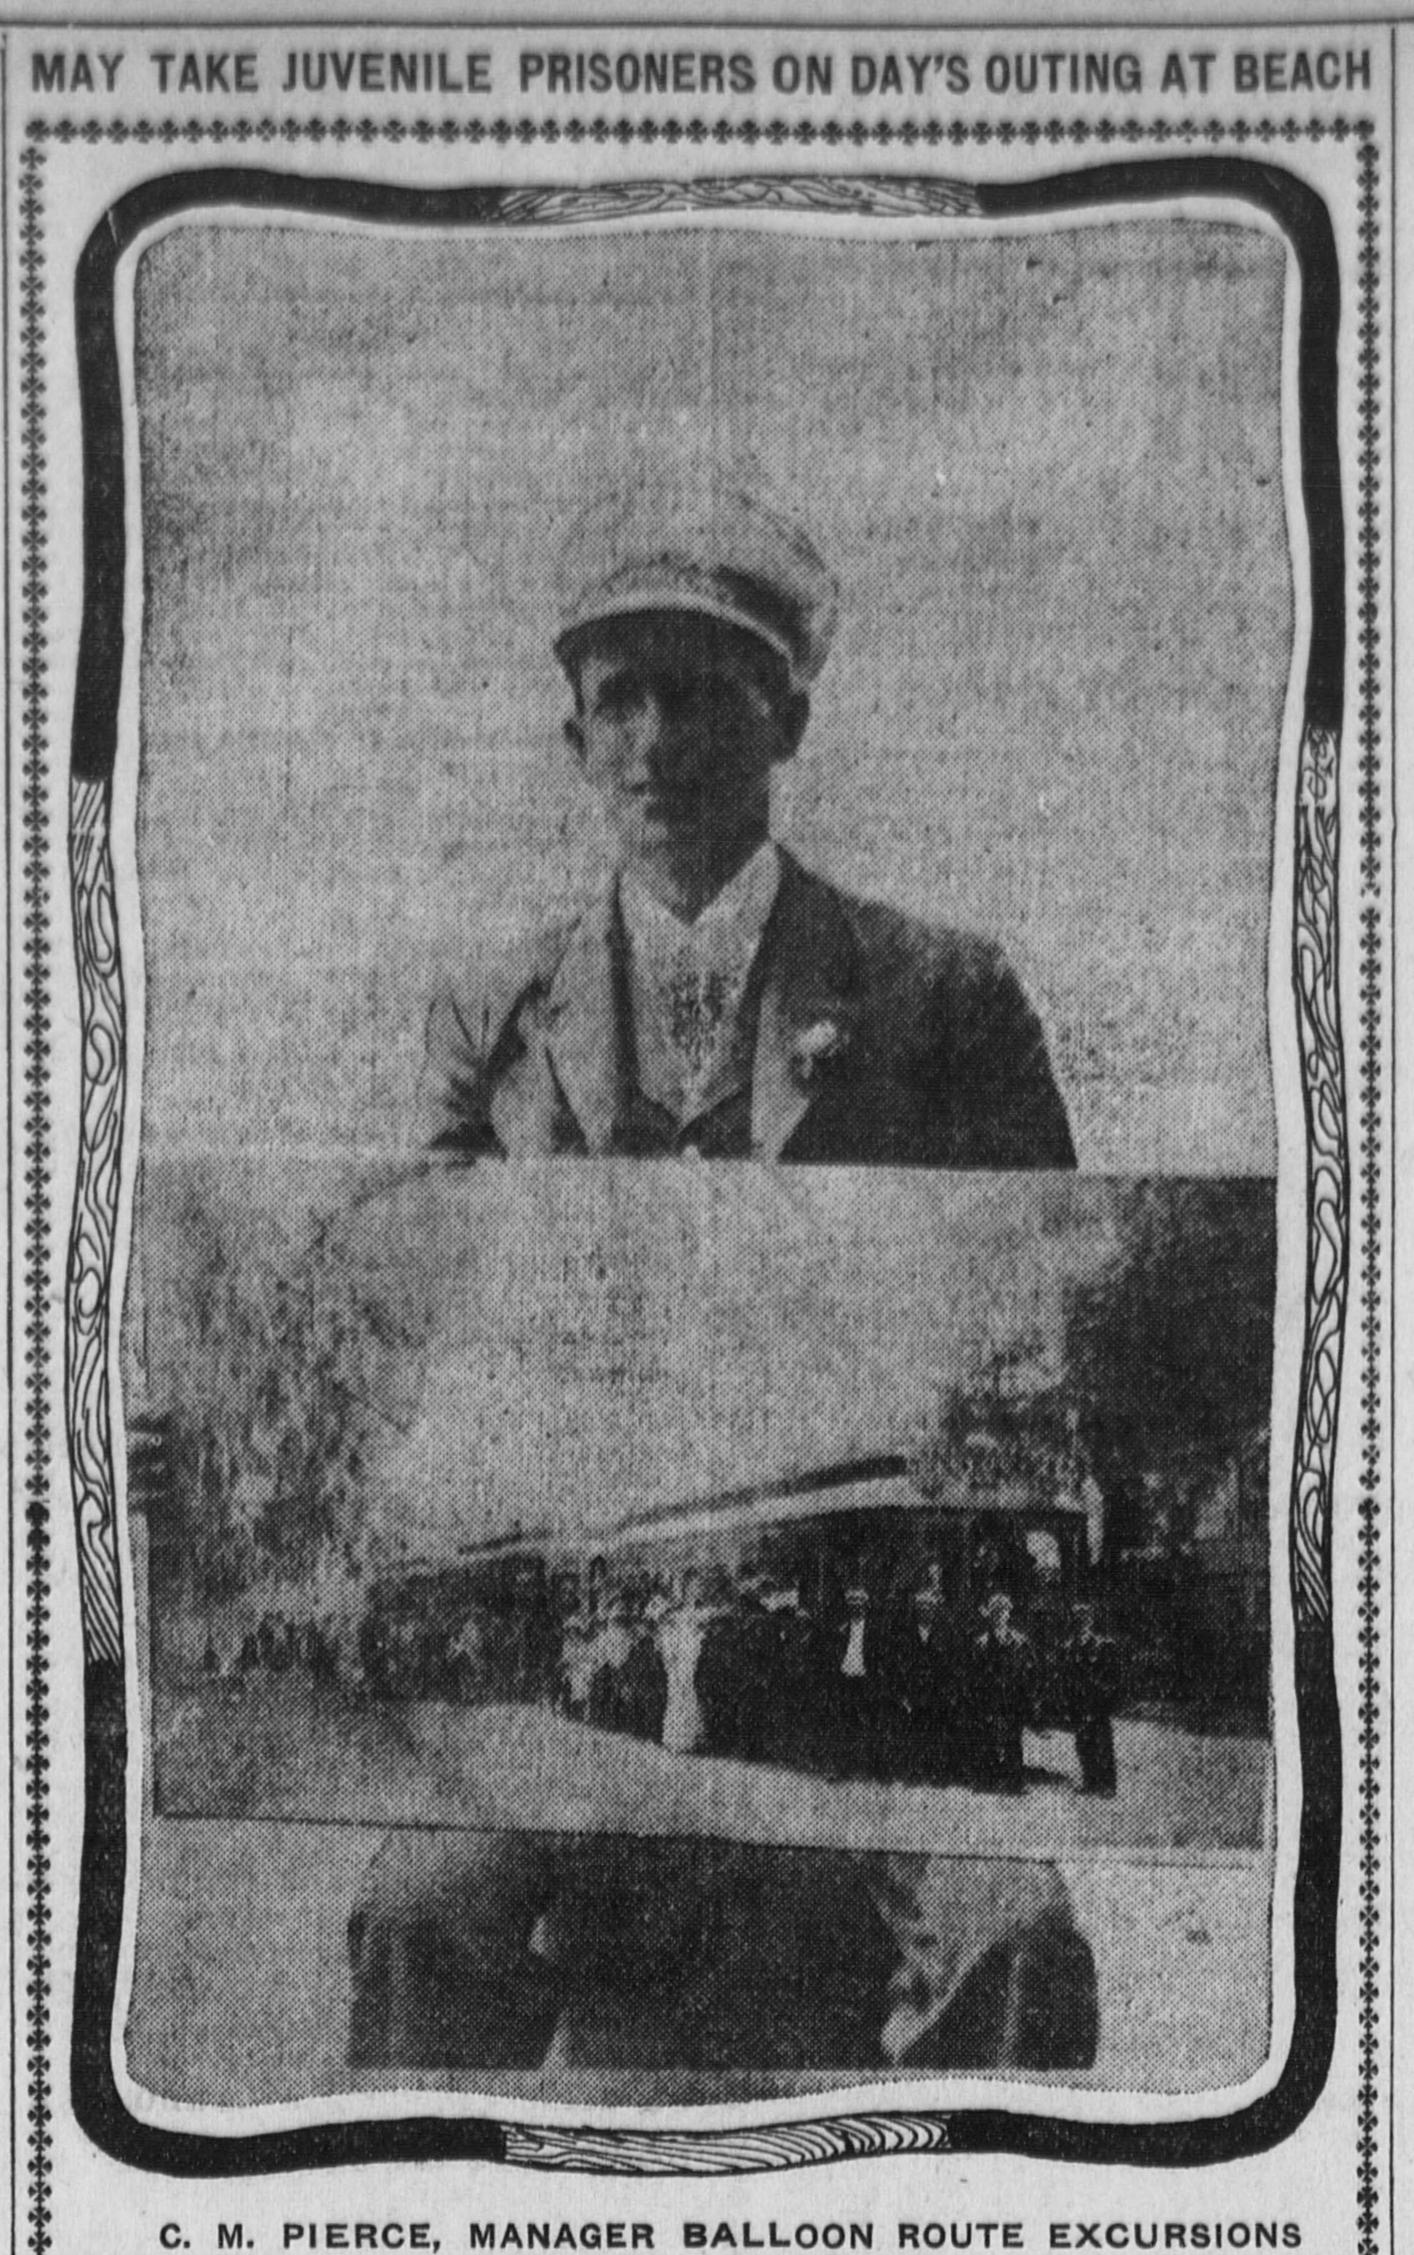 MAY TAKE JUVENILE PRISONERS ON DAY'S OUTING AT BEACH
C. M. PIERCE, MANAGER BALLOON ROUTE EXCURSIONS